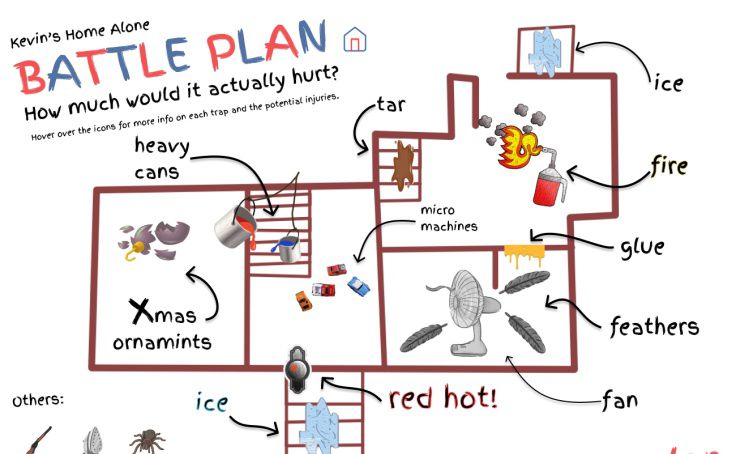 Kevin's Home Alone
BATTLE PLAN
How much would it actually hurt?
Hover over the icons for more info on each trap and the potential injuries.
ice
tar
heavy
cans
fire
micro
machines
glue
Xmas
ornamints
feathers
Others:
ice
red hot!
fan